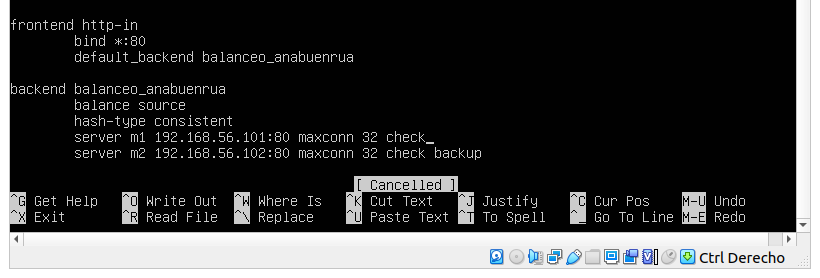 frontend http-in
bind *:80
default_backend balanceo_anabuenrua
backend balanceo_anabuenrua
balance source
hash-type consistent
server m1 192.168.56.101:80 maxconn 32 check_
server m2 192.168.56.102:80 maxconn 32 check backup
[ Cancelled ]
^G Get Help ^O Write Out ^W Where Is ^K Cut Text ^J Justify ^C Cur Pos M-U Undo
^X Exit ^R Read File ^\ Replace ^U Paste Text ^T To Spell ^_ Go To Line M-E Redo
Ctrl Derecho